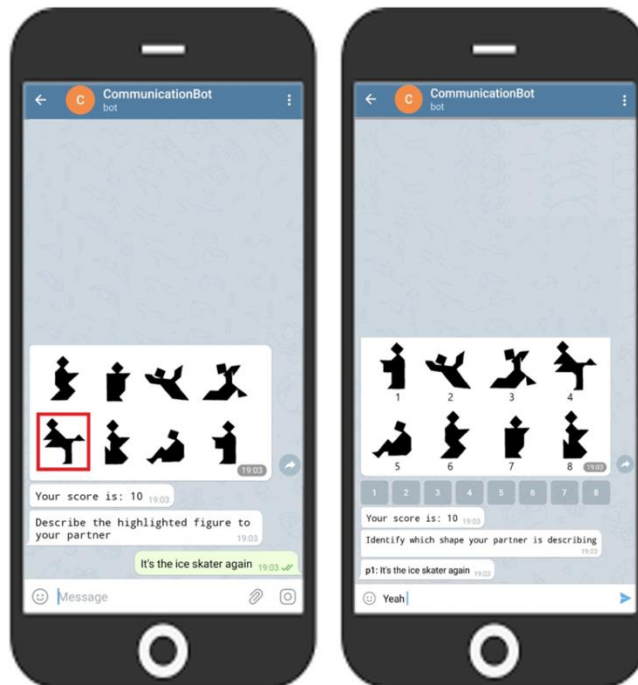 C
CommunicationBot
bot
19:03
Your score is: 10 19:03
Describe the highlighted figure to
your partner 19:03
It's the ice skater again 19:03
Message
C
CommunicationBot
bot
1 2 3 4
5 6 7 8 19:03
1 2 3 4 5 6 7 8
Your score is: 10 19:03
Identify which shape your partner is describing
19:03
p1: It's the ice skater again 19:03
Yeah